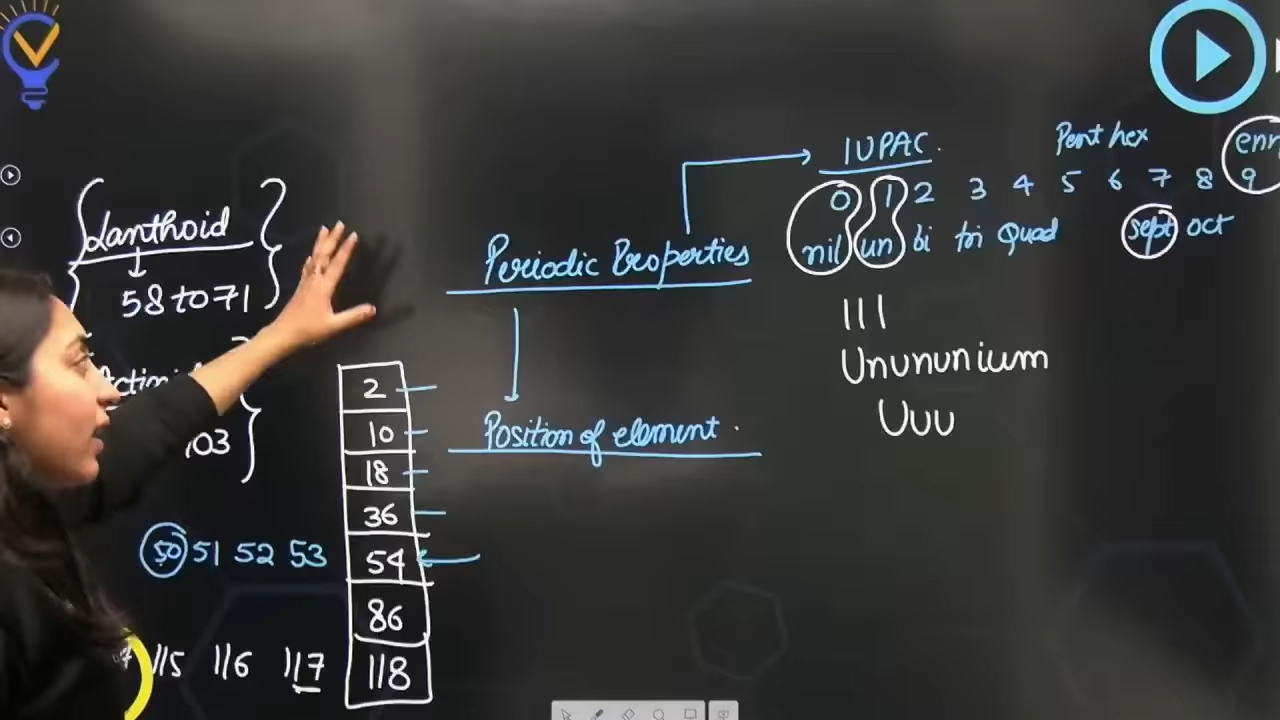 Lanthoid
58 to 71
103
50 51 52 53
115 116 117
2
10
18
36
54
86
118
Periodic Properties
Position of element.
IUPAC.
Pent hex enn
0 1 2 3 4 5 6 7 8 9
nil un bi tri Quad sept oct
111
Unununium
Uuu